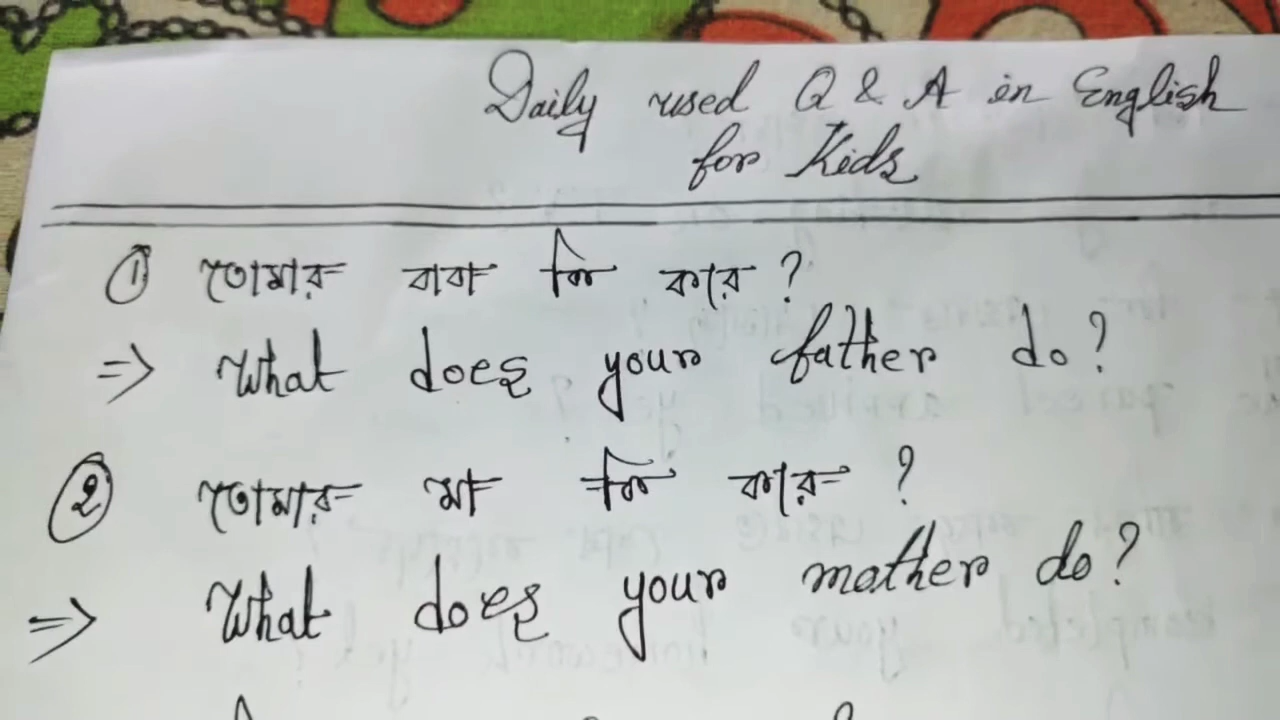 Daily used Q & A in English
for Kids
① তোমার বাবা কি করে ?
=> What does your father do?
② তোমার মা কি করে ?
=> What does your mother do?